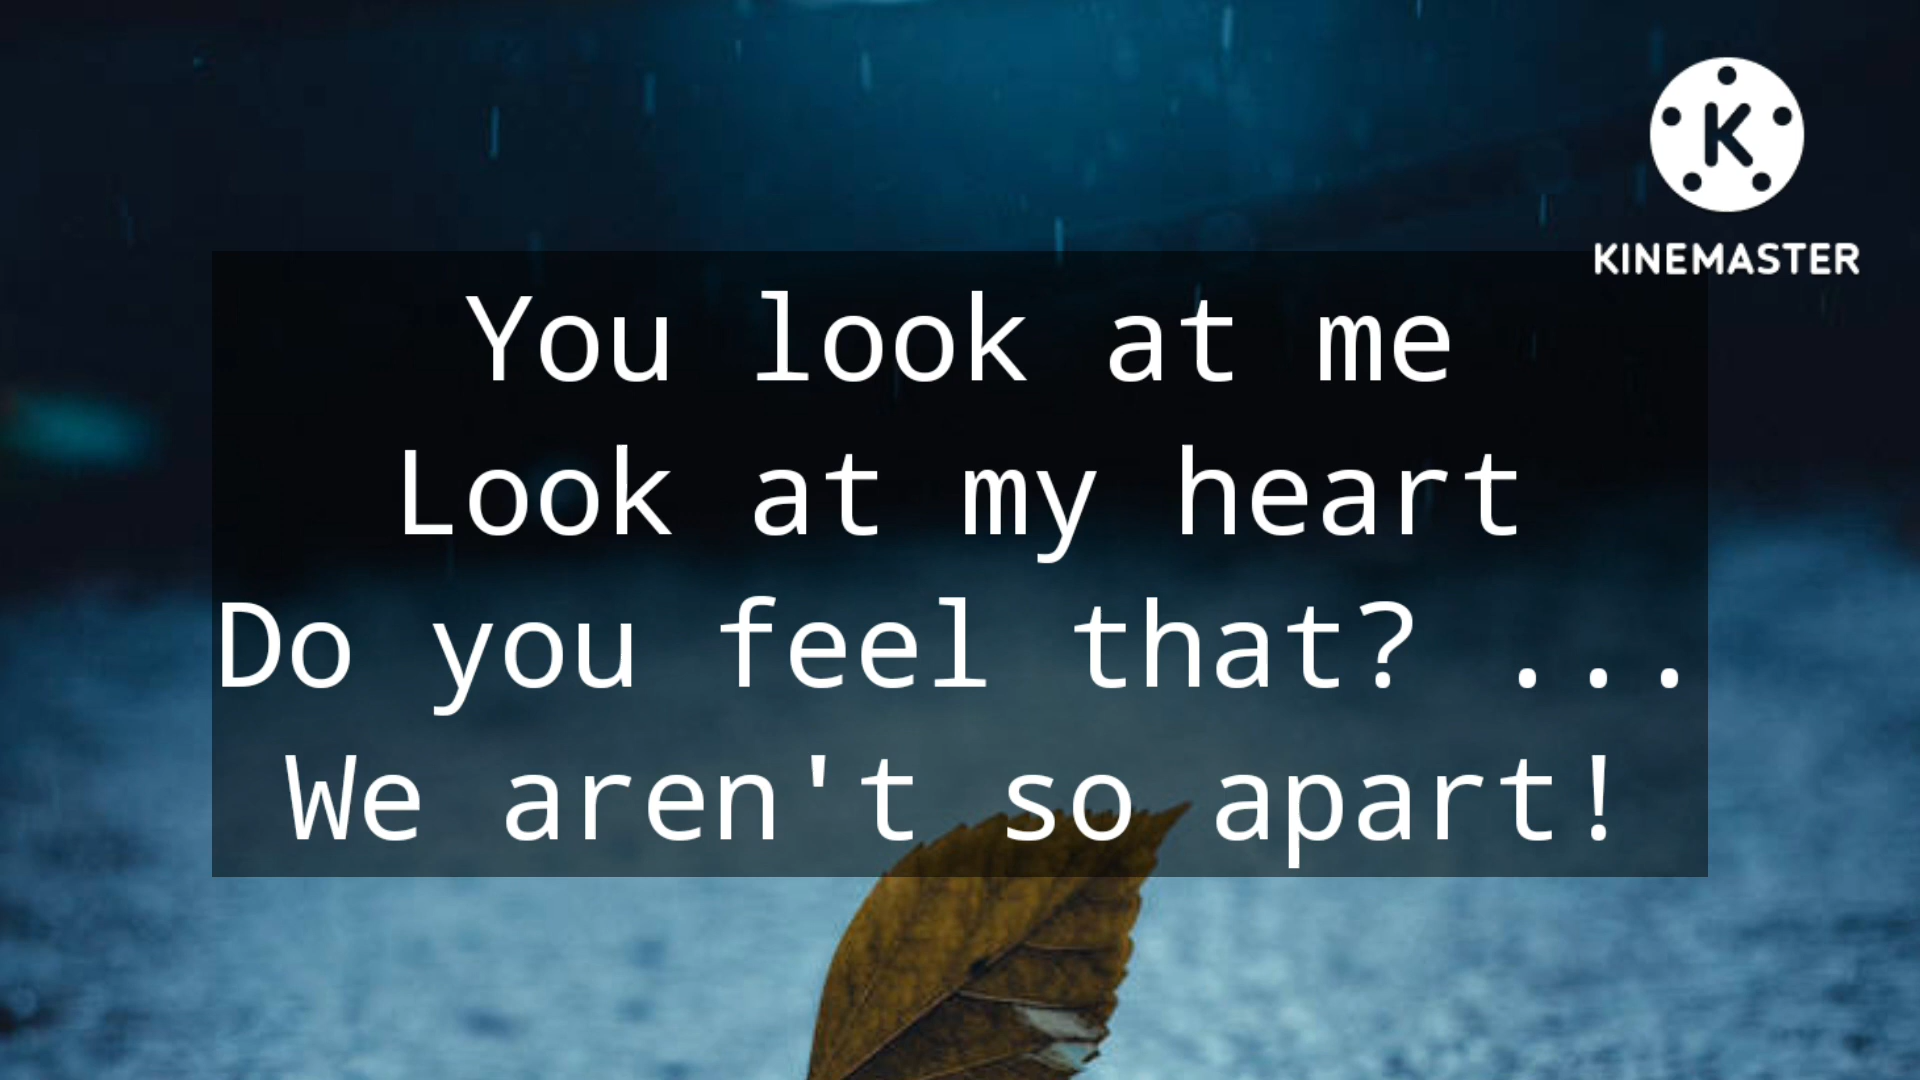 K
KINEMASTER
You look at me
Look at my heart
Do you feel that? ...
We aren't so apart!